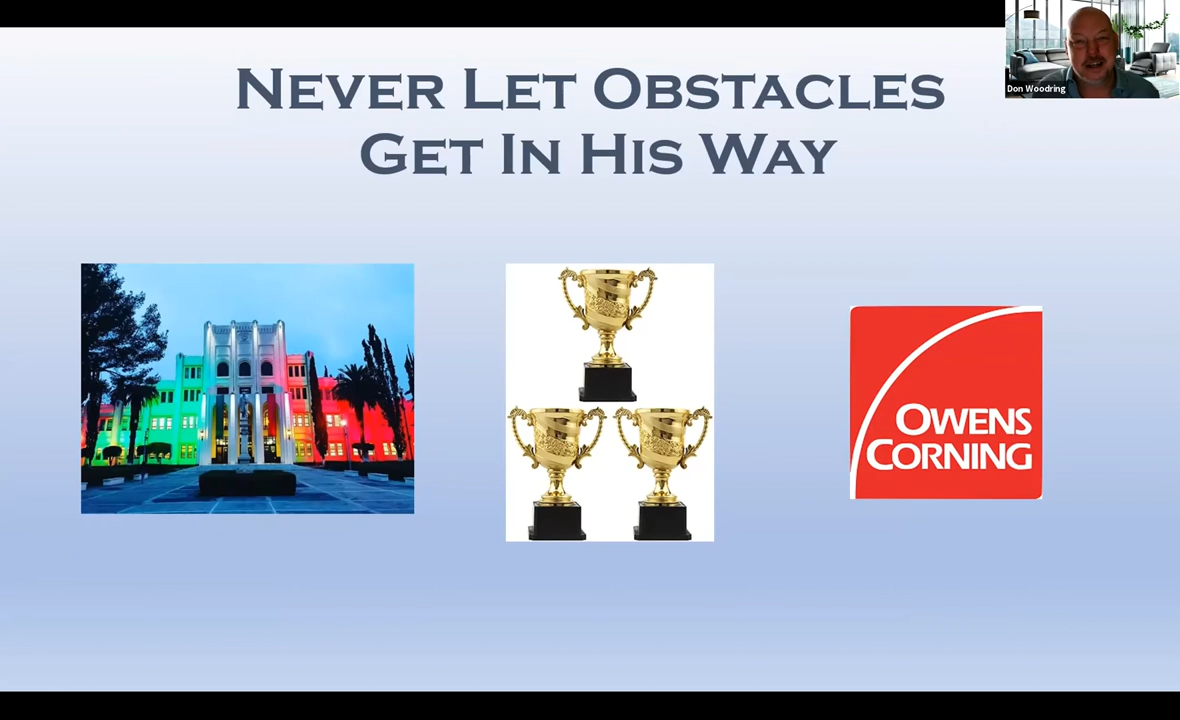 NEVER LET OBSTACLES
GET IN HIS WAY
Don Woodring
OWENS
CORNING